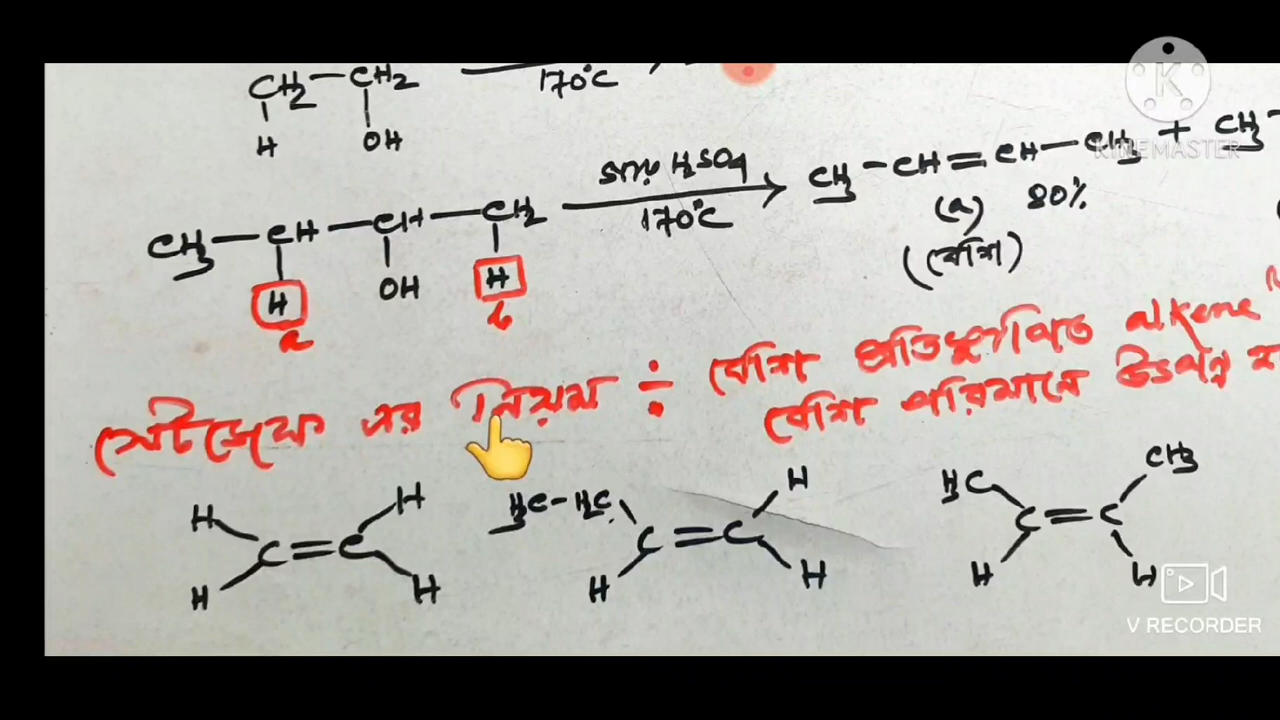 CH2—CH2
170°C
H OH
CH3—CH—CH—CH2
H OH H
a b
গাঢ় H2SO4
170°C
CH3—CH=CH—CH3 + CH3
(a) 80%
(বেশি)
সেটজেফ এর নিয়ম ÷ বেশি প্রতিস্থাপিত alkene
বেশি পরিমানে উৎপন্ন
H H
C=C
H H
H3C-H2C H
C=C
H H
H3C CH3
C=C
H H
K
KINEMASTER
V RECORDER